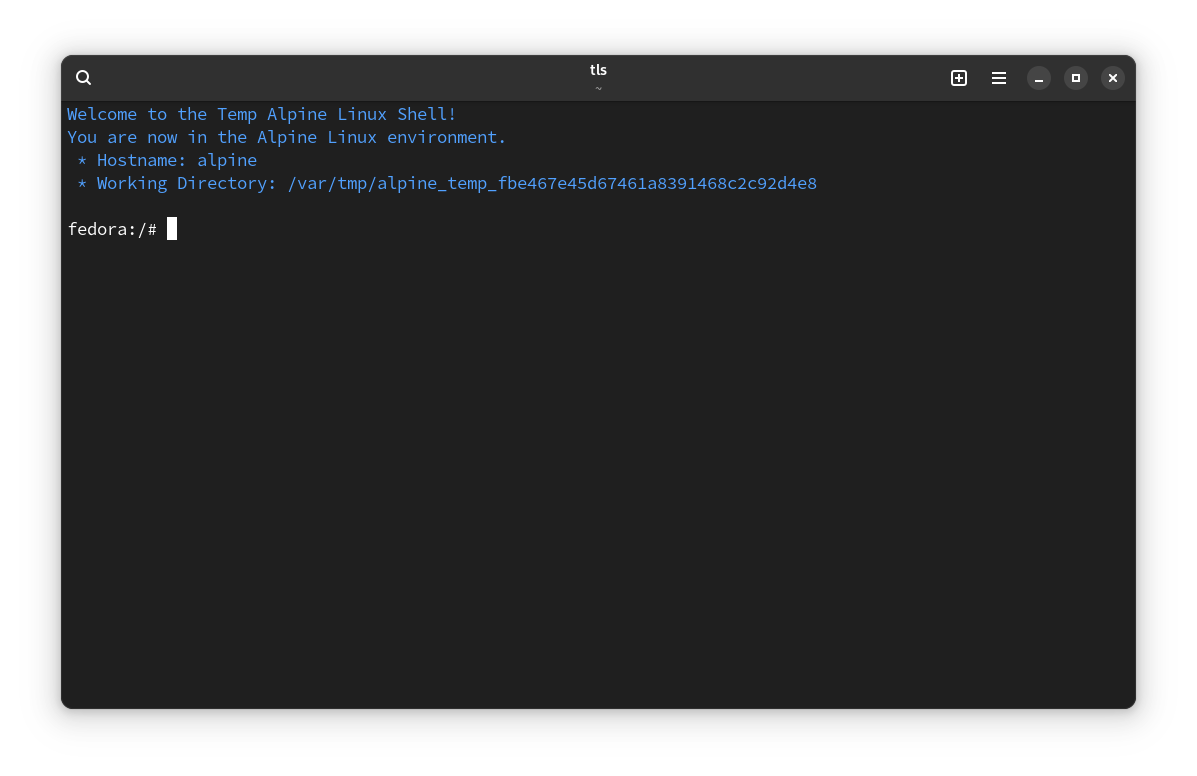 tls
~
Welcome to the Temp Alpine Linux Shell!
You are now in the Alpine Linux environment.
* Hostname: alpine
* Working Directory: /var/tmp/alpine_temp_fbe467e45d67461a8391468c2c92d4e8
fedora:/#